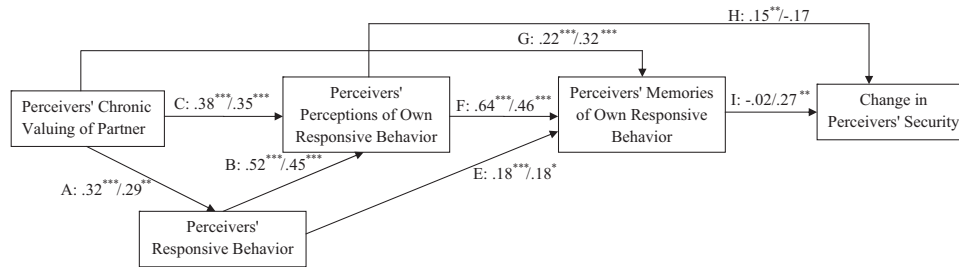 H: .15**/-.17
G: .22***/.32***
Perceivers' Chronic
Valuing of Partner
C: .38***/.35***
Perceivers'
Perceptions of Own
Responsive Behavior
F: .64***/.46***
Perceivers' Memories
of Own Responsive
Behavior
I: -.02/.27**
Change in
Perceivers' Security
B: .52***/.45***
A: .32***/.29**
E: .18***/.18*
Perceivers'
Responsive Behavior